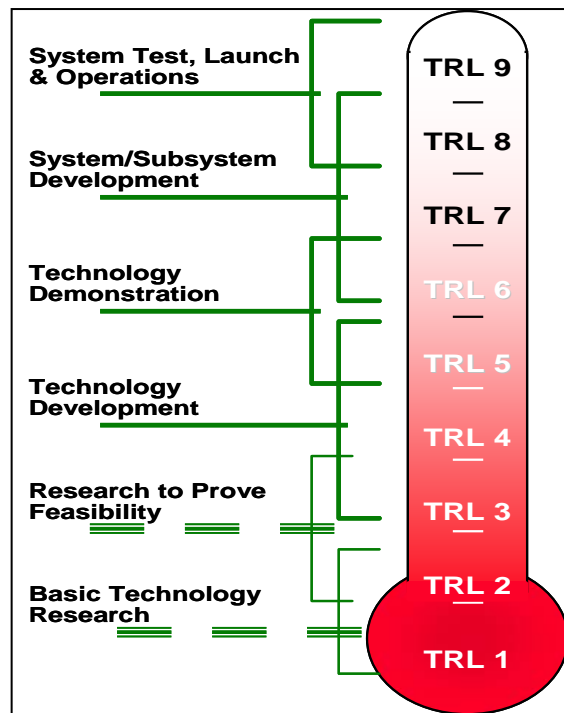 System Test, Launch
& Operations
System/Subsystem
Development
Technology
Demonstration
Technology
Development
Research to Prove
Feasibility
Basic Technology
Research
TRL 9
TRL 8
TRL 7
TRL 6
TRL 5
TRL 4
TRL 3
TRL 2
TRL 1